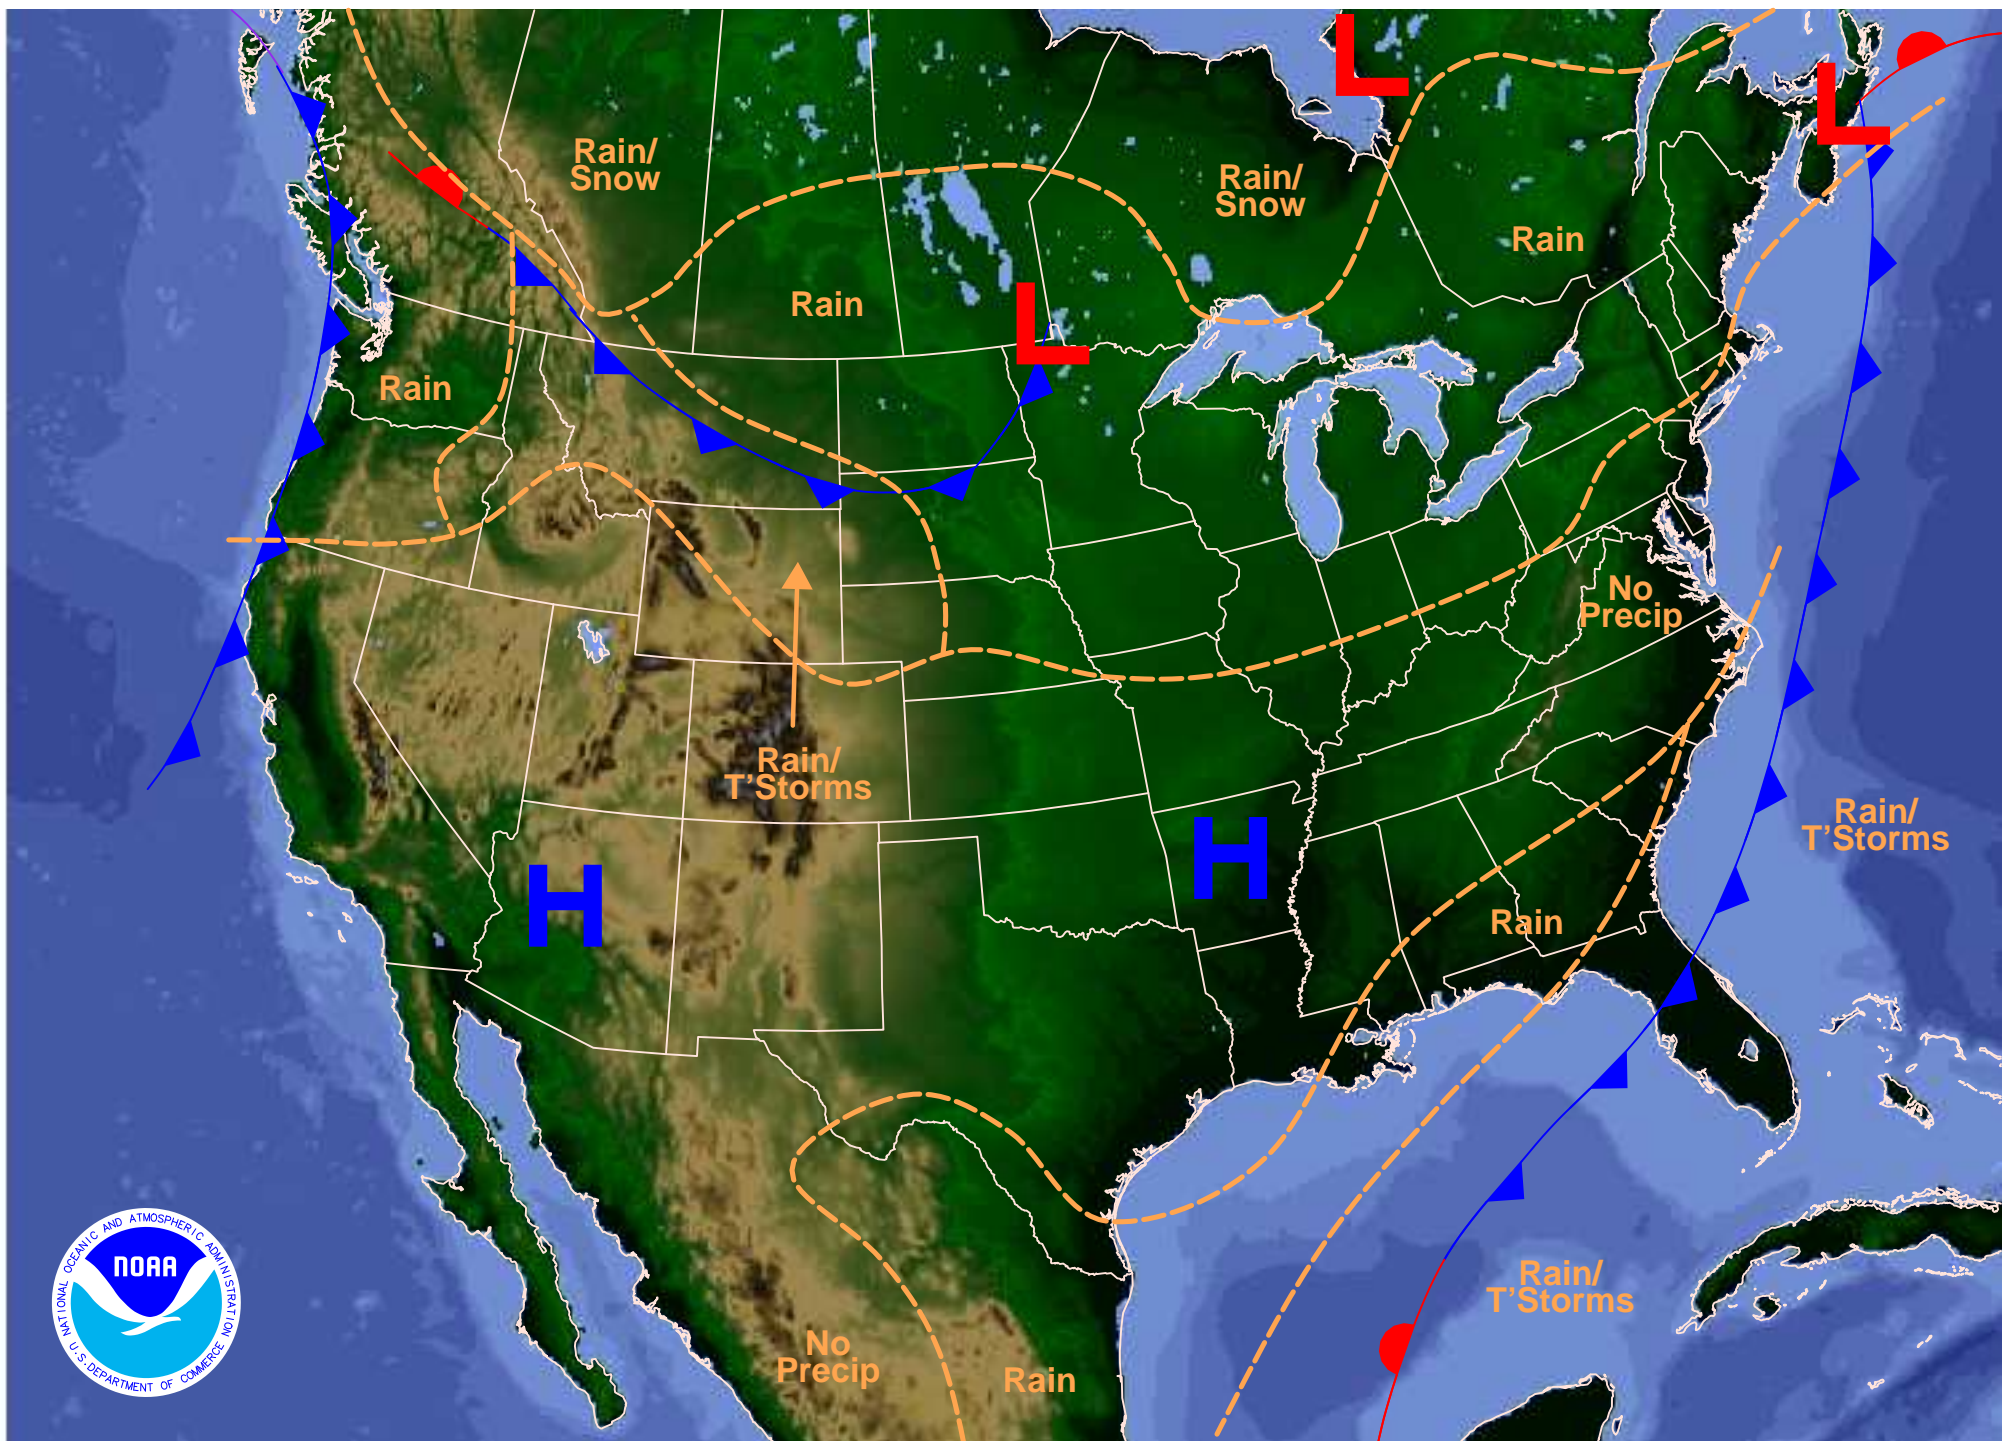 L
L
Rain/
Snow
Rain/
Snow
Rain
Rain
L
Rain
No
Precip
Rain/
T'Storms
H
H
Rain/
T'Storms
Rain
Rain/
T'Storms
No
Precip
Rain
NATIONAL OCEANIC AND ATMOSPHERIC ADMINISTRATION
NOAA
U.S. DEPARTMENT OF COMMERCE